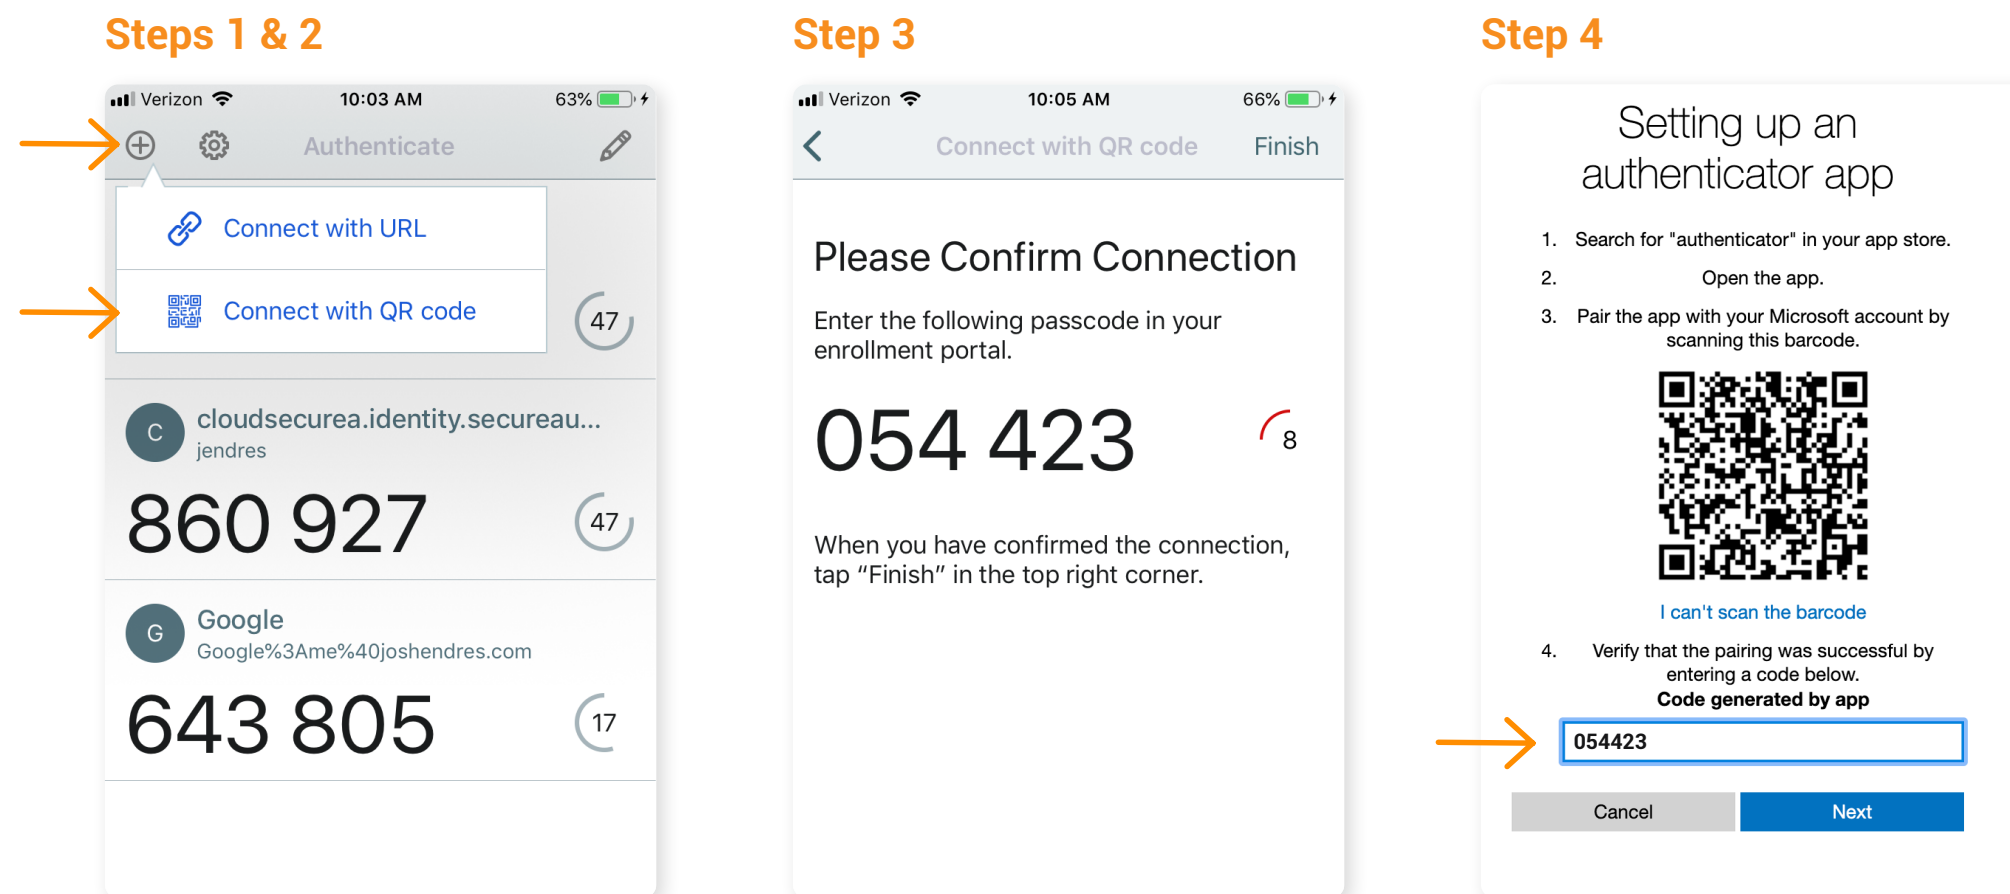 Steps 1 & 2
Verizon
10:03 AM
63%
Authenticate
Connect with URL
Connect with QR code
47
C
cloudsecurea.identity.secureau...
jendres
860 927
47
G
Google
Google%3Ame%40joshendres.com
643 805
17
Step 3
Verizon
10:05 AM
66%
Connect with QR code
Finish
Please Confirm Connection
Enter the following passcode in your
enrollment portal.
054 423
8
When you have confirmed the connection,
tap “Finish” in the top right corner.
Step 4
Setting up an
authenticator app
1. Search for "authenticator" in your app store.
2. Open the app.
3. Pair the app with your Microsoft account by
scanning this barcode.
I can't scan the barcode
4. Verify that the pairing was successful by
entering a code below.
Code generated by app
054423
Cancel
Next